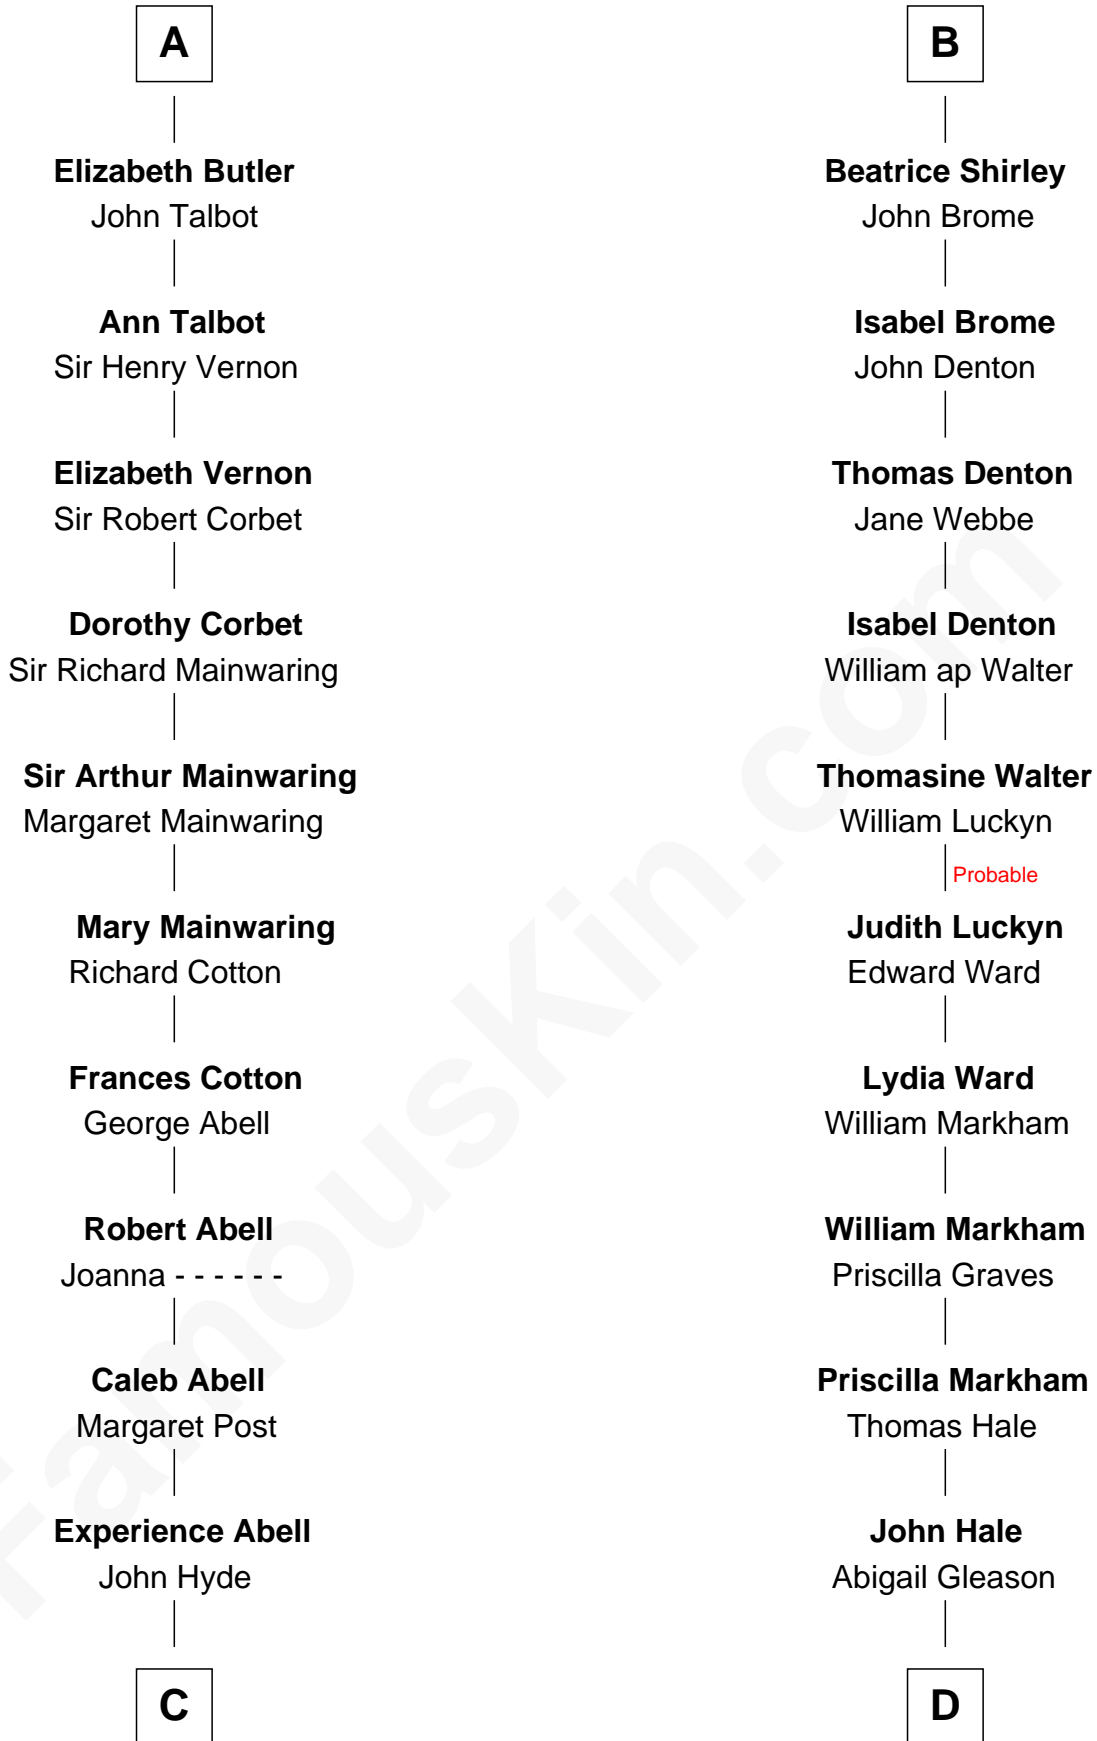 A
Elizabeth Butler
John Talbot
Ann Talbot
Sir Henry Vernon
Elizabeth Vernon
Sir Robert Corbet
Dorothy Corbet
Sir Richard Mainwaring
Sir Arthur Mainwaring
Margaret Mainwaring
Mary Mainwaring
Richard Cotton
Frances Cotton
George Abell
Robert Abell
Joanna - - - - - -
Caleb Abell
Margaret Post
Experience Abell
John Hyde
C
B
Beatrice Shirley
John Brome
Isabel Brome
John Denton
Thomas Denton
Jane Webbe
Isabel Denton
William ap Walter
Thomasine Walter
William Luckyn
Probable
Judith Luckyn
Edward Ward
Lydia Ward
William Markham
William Markham
Priscilla Graves
Priscilla Markham
Thomas Hale
John Hale
Abigail Gleason
D
FamousKin.com